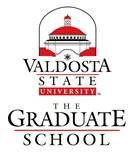 VALDOSTA
STATE
UNIVERSITY
THE
GRADUATE
SCHOOL